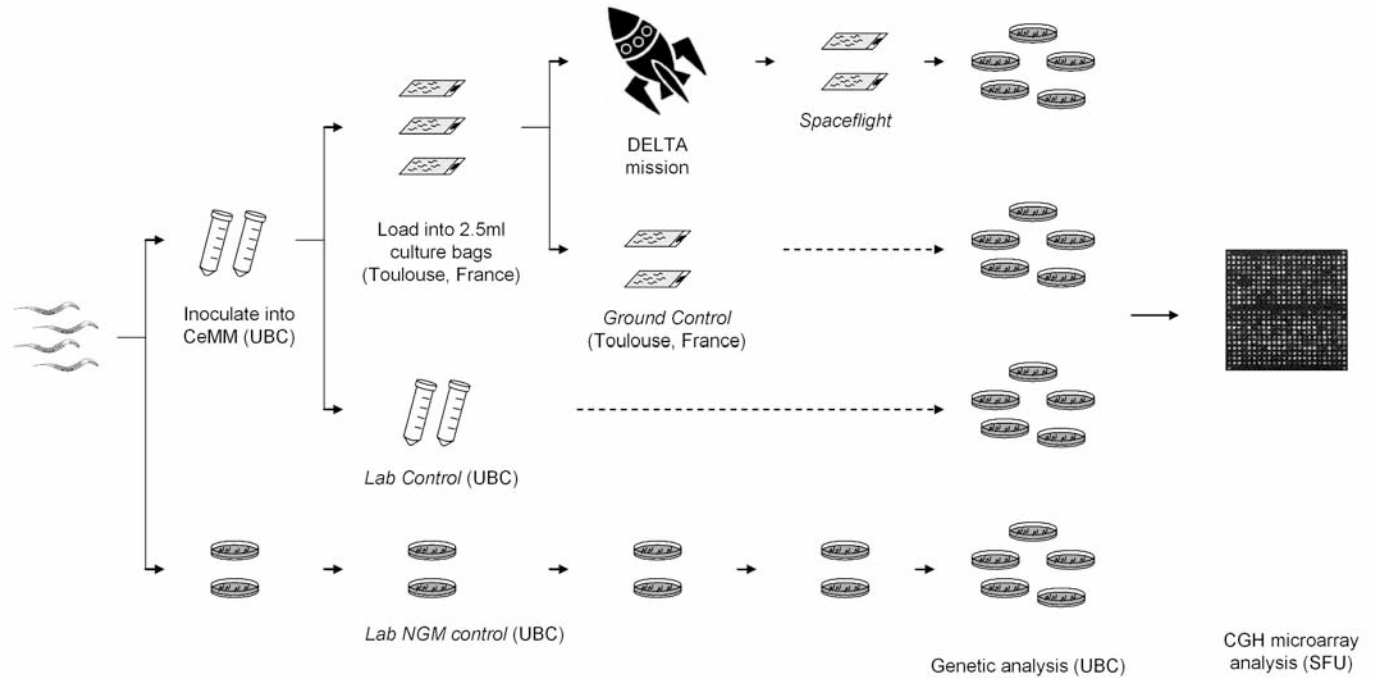 DELTA
mission
Spaceflight
Load into 2.5ml
culture bags
(Toulouse, France)
Inoculate into
CeMM (UBC)
Ground Control
(Toulouse, France)
Lab Control (UBC)
Lab NGM control (UBC)
Genetic analysis (UBC)
CGH microarray
analysis (SFU)